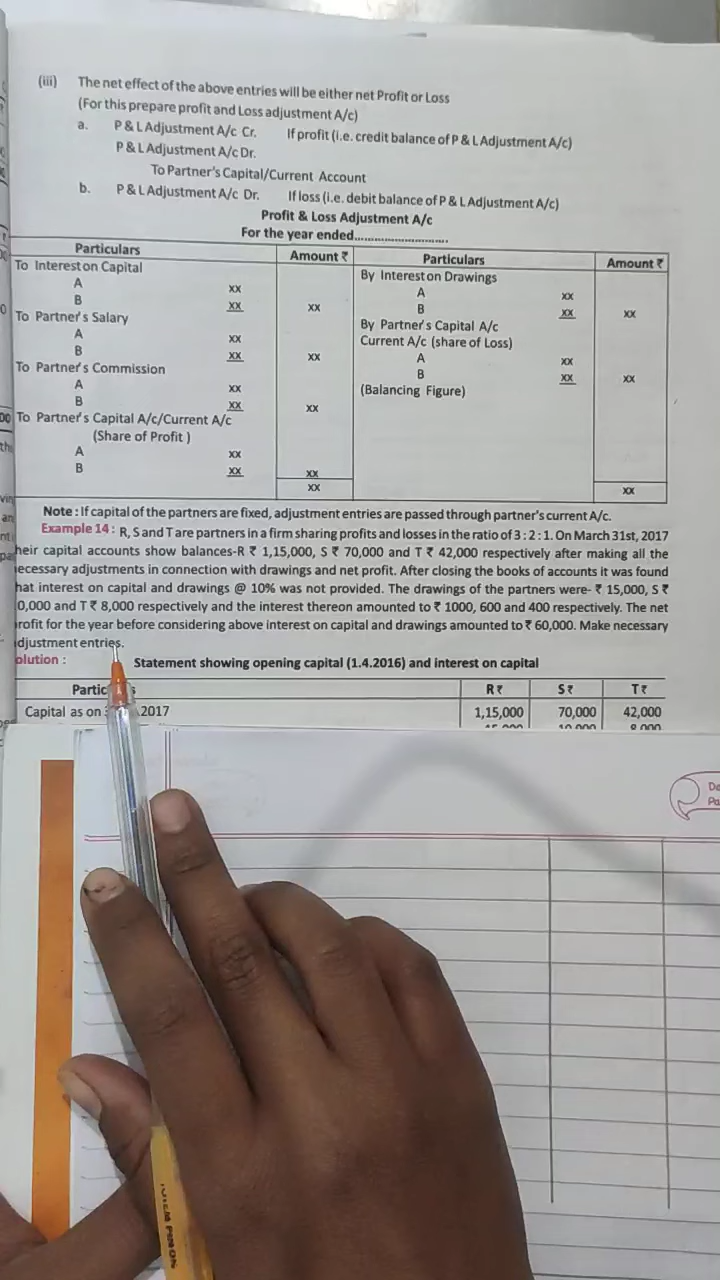 (iii) The net effect of the above entries will be either net Profit or Loss
(For this prepare profit and Loss adjustment A/c)
a. P & L Adjustment A/c Cr. If profit (i.e. credit balance of P & L Adjustment A/c)
P & L Adjustment A/c Dr.
To Partner's Capital/Current Account
b. P & L Adjustment A/c Dr. If loss (i.e. debit balance of P & L Adjustment A/c)
Profit & Loss Adjustment A/c
For the year ended..............................
Particulars Amount ₹ Particulars Amount ₹
To Interest on Capital By Interest on Drawings
A xx A xx
B xx xx B xx xx
To Partner's Salary By Partner's Capital A/c
A xx Current A/c (share of Loss)
B xx xx A xx
To Partner's Commission B xx xx
A xx (Balancing Figure)
B xx xx
To Partner's Capital A/c/Current A/c
(Share of Profit )
A xx
B xx xx
xx xx
Note : If capital of the partners are fixed, adjustment entries are passed through partner's current A/c.
Example 14 : R, S and T are partners in a firm sharing profits and losses in the ratio of 3 : 2 : 1. On March 31st, 2017
heir capital accounts show balances-R ₹ 1,15,000, S ₹ 70,000 and T ₹ 42,000 respectively after making all the
ecessary adjustments in connection with drawings and net profit. After closing the books of accounts it was found
hat interest on capital and drawings @ 10% was not provided. The drawings of the partners were- ₹ 15,000, S ₹
0,000 and T ₹ 8,000 respectively and the interest thereon amounted to ₹ 1000, 600 and 400 respectively. The net
rofit for the year before considering above interest on capital and drawings amounted to ₹ 60,000. Make necessary
djustment entries.
olution : Statement showing opening capital (1.4.2016) and interest on capital
R ₹ S ₹ T ₹
Capital as on 2017 1,15,000 70,000 42,000
Da
Pa